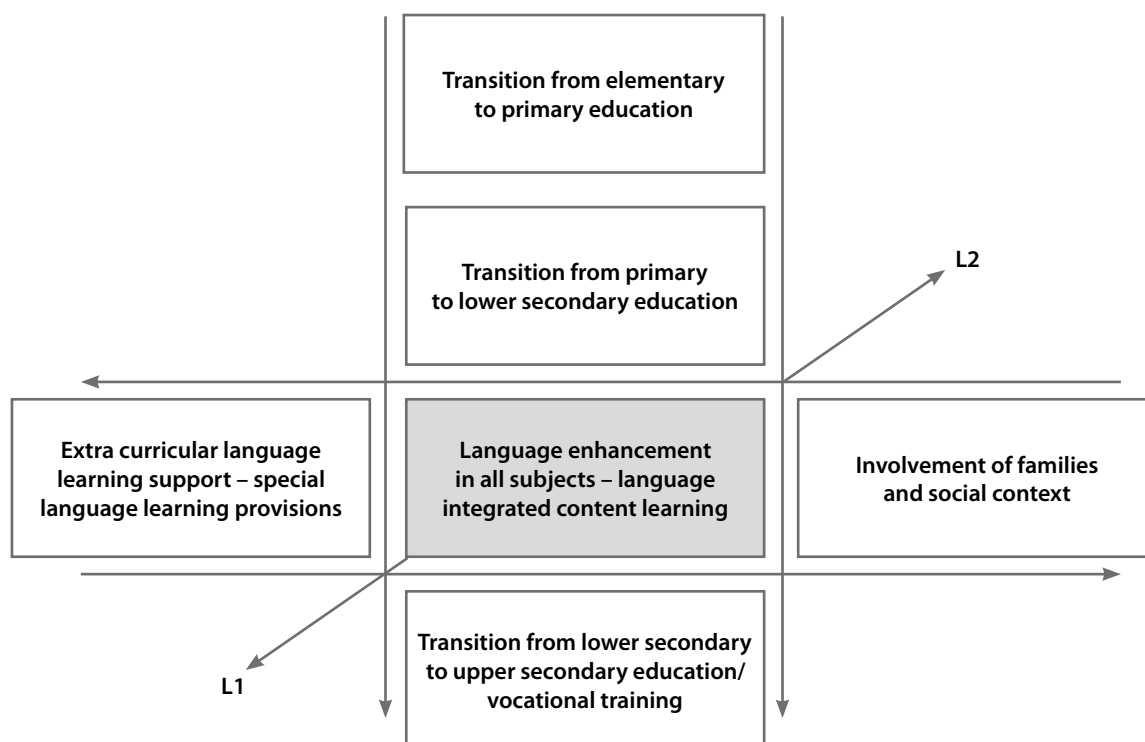 Transition from elementary
to primary education
Transition from primary
to lower secondary education
L2
Extra curricular language
learning support – special
language learning provisions
Language enhancement
in all subjects – language
integrated content learning
Involvement of families
and social context
L1
Transition from lower secondary
to upper secondary education/
vocational training